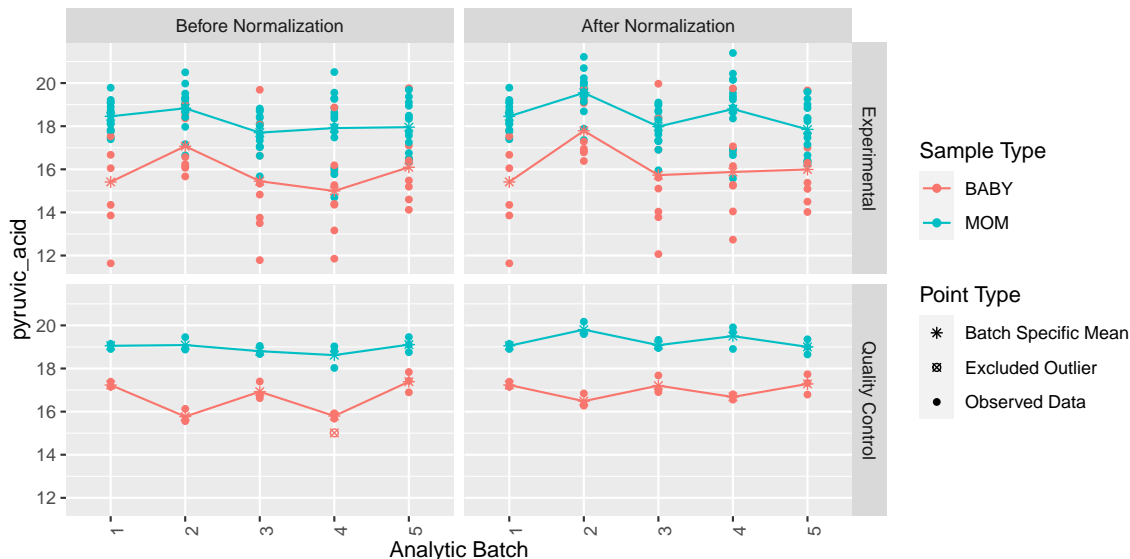 Before Normalization
After Normalization
20
18
16
14
12
Experimental
20
18
16
14
12
Quality Control
pyruvic_acid
1
2
3
4
5
1
2
3
4
5
Analytic Batch
Sample Type
BABY
MOM
Point Type
Batch Specific Mean
Excluded Outlier
Observed Data